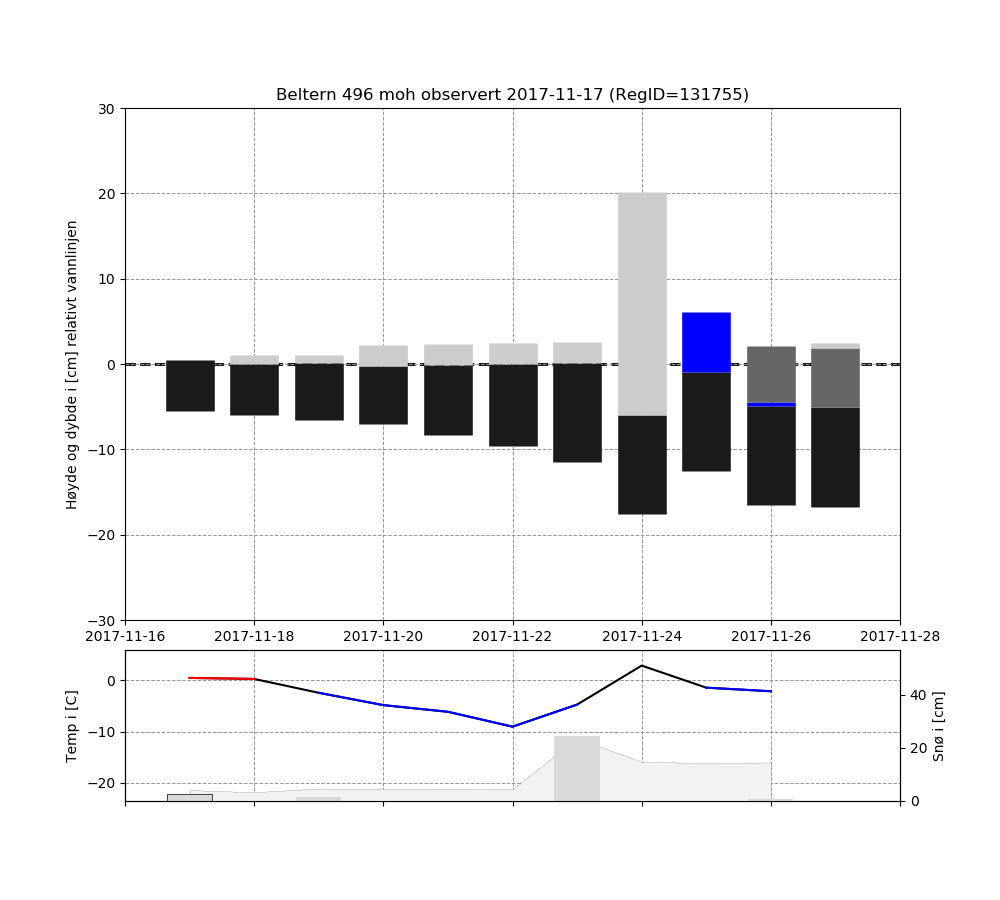 Beltern 496 moh observert 2017-11-17 (RegID=131755)
Høyde og dybde i [cm] relativt vannlinjen
30
20
10
0
−10
−20
−30
2017-11-16 2017-11-18 2017-11-20 2017-11-22 2017-11-24 2017-11-26 2017-11-28
Temp i [C]
0
−10
−20
40
20
0
Snø i [cm]